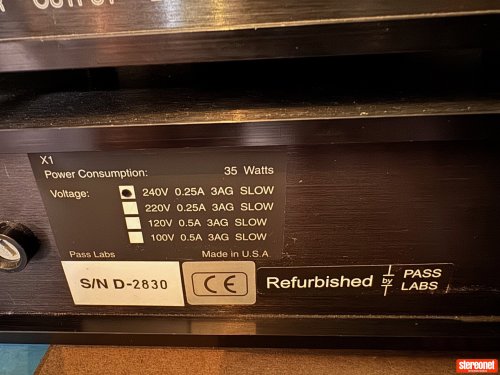 OUTPUT
X1
Power Consumption: 35 Watts
Voltage: 240V 0.25A 3AG SLOW
220V 0.25A 3AG SLOW
120V 0.5A 3AG SLOW
100V 0.5A 3AG SLOW
Pass Labs Made in U.S.A
S/N D-2830
CE
Refurbished by PASS LABS
stereonet